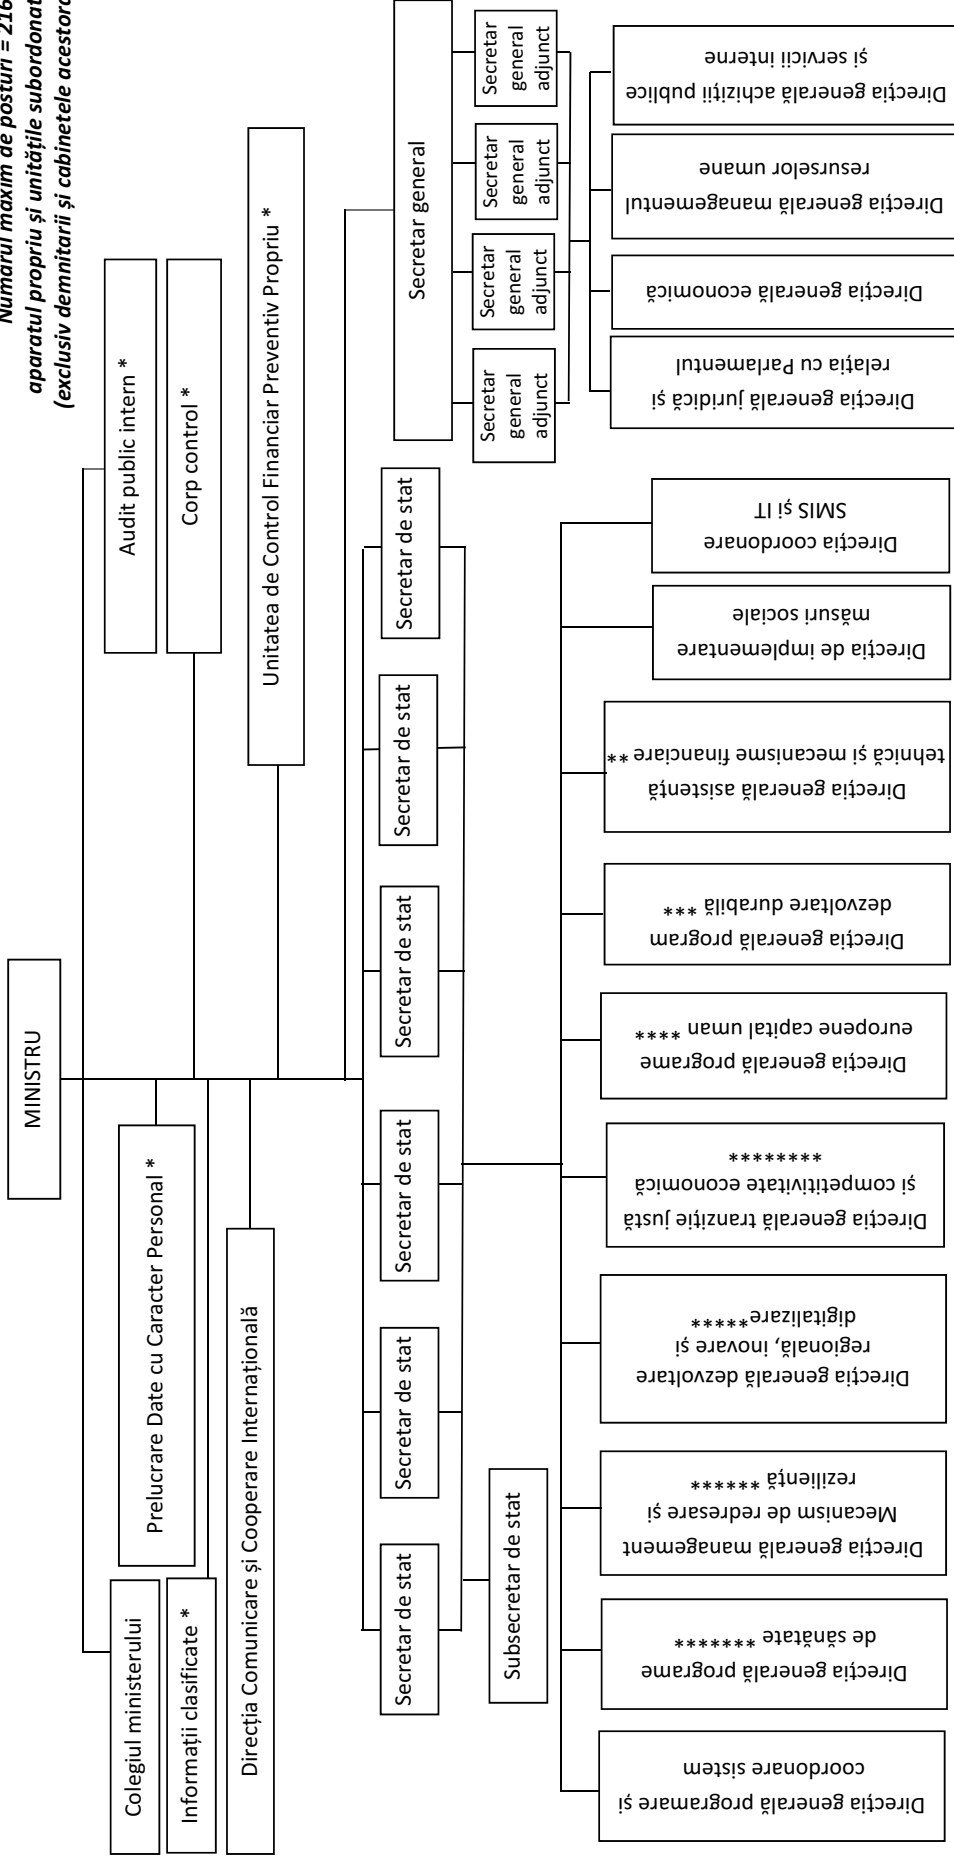 Numărul maxim de posturi = 216
aparatul propriu și unitățile subordonat
(exclusiv demnitarii și cabinetele acestora
MINISTRU
Colegiul ministerului
Audit public intern *
Prelucrare Date cu Caracter Personal *
Corp control *
Informații clasificate *
Unitatea de Control Financiar Preventiv Propriu *
Direcția Comunicare și Cooperare Internațională
Secretar de stat
Secretar de stat
Secretar de stat
Secretar de stat
Secretar de stat
Secretar de stat
Secretar general
Subsecretar de stat
Secretar
general
adjunct
Secretar
general
adjunct
Secretar
general
adjunct
Secretar
general
adjunct
Direcția generală programare și
coordonare sistem
Direcția generală programe
de sănătate *******
Direcția generală management
Mecanism de redresare și
reziliență ******
Direcția generală dezvoltare
regională, inovare și
digitalizare*****
Direcția generală tranziție justă
și competititivitate economică
********
Direcția generală programe
europene capital uman ****
Direcția generală program
dezvoltare durabilă ***
Direcția generală asistență
tehnică și mecanisme financiare **
Direcția de implementare
măsuri sociale
Direcția coordonare
SMIS și IT
Direcția generală juridică și
relația cu Parlamentul
Direcția generală economică
Direcția generală managementul
resurselor umane
Direcția generală achiziții publice
și servicii interne